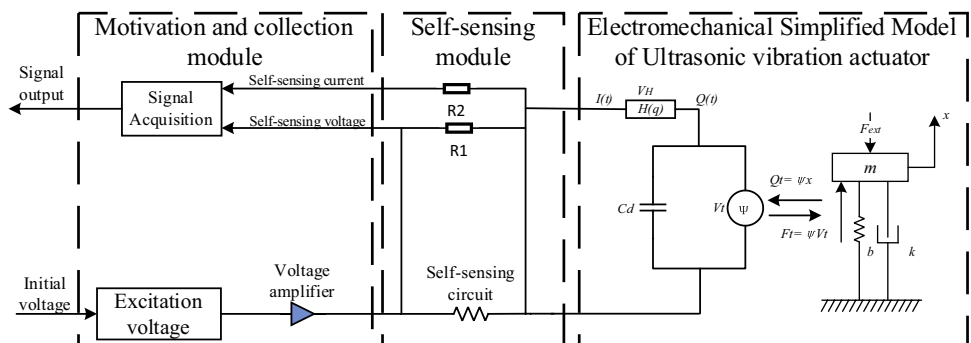 Motivation and collection
module
Self-sensing
module
Electromechanical Simplified Model
of Ultrasonic vibration actuator
Signal
output
Signal
Acquisition
Self-sensing current
R2
Self-sensing voltage
R1
I(t)
V_H
H(q)
Q(t)
Cd
Vt
Ψ
Qt= Ψx
Ft= ΨVt
F_ext
x
m
b
k
Initial
voltage
Excitation
voltage
Voltage
amplifier
Self-sensing
circuit